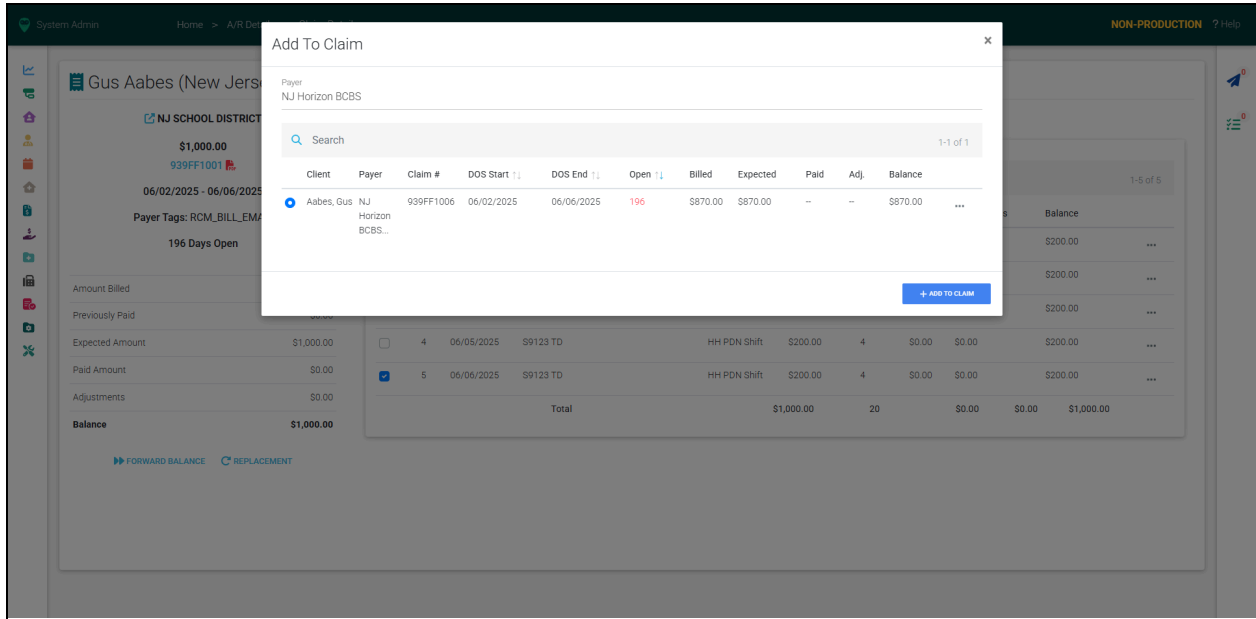 System Admin
Home > A/R De
NON-PRODUCTION ? Help
Add To Claim ×
Payer
NJ Horizon BCBS
Search 1-1 of 1
Client Payer Claim # DOS Start ↑↓ DOS End ↑↓ Open ↑↓ Billed Expected Paid Adj. Balance
Aabes, Gus NJ Horizon BCBS... 939FF1006 06/02/2025 06/06/2025 196 $870.00 $870.00 -- -- $870.00 ...
+ ADD TO CLAIM
Gus Aabes (New Jers
NJ SCHOOL DISTRICT
$1,000.00
939FF1001
06/02/2025 - 06/06/2025
Payer Tags: RCM_BILL_EMA
196 Days Open
Amount Billed
Previously Paid $0.00
Expected Amount $1,000.00
Paid Amount $0.00
Adjustments $0.00
Balance $1,000.00
FORWARD BALANCE REPLACEMENT
0
0
1-5 of 5
s Balance
$200.00 ...
$200.00 ...
$200.00 ...
4 06/05/2025 S9123 TD HH PDN Shift $200.00 4 $0.00 $0.00 $200.00 ...
5 06/06/2025 S9123 TD HH PDN Shift $200.00 4 $0.00 $0.00 $200.00 ...
Total $1,000.00 20 $0.00 $0.00 $1,000.00